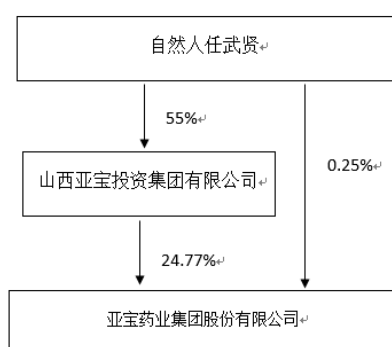 自然人任武贤
55%
山西亚宝投资集团有限公司
0.25%
24.77%
亚宝药业集团股份有限公司